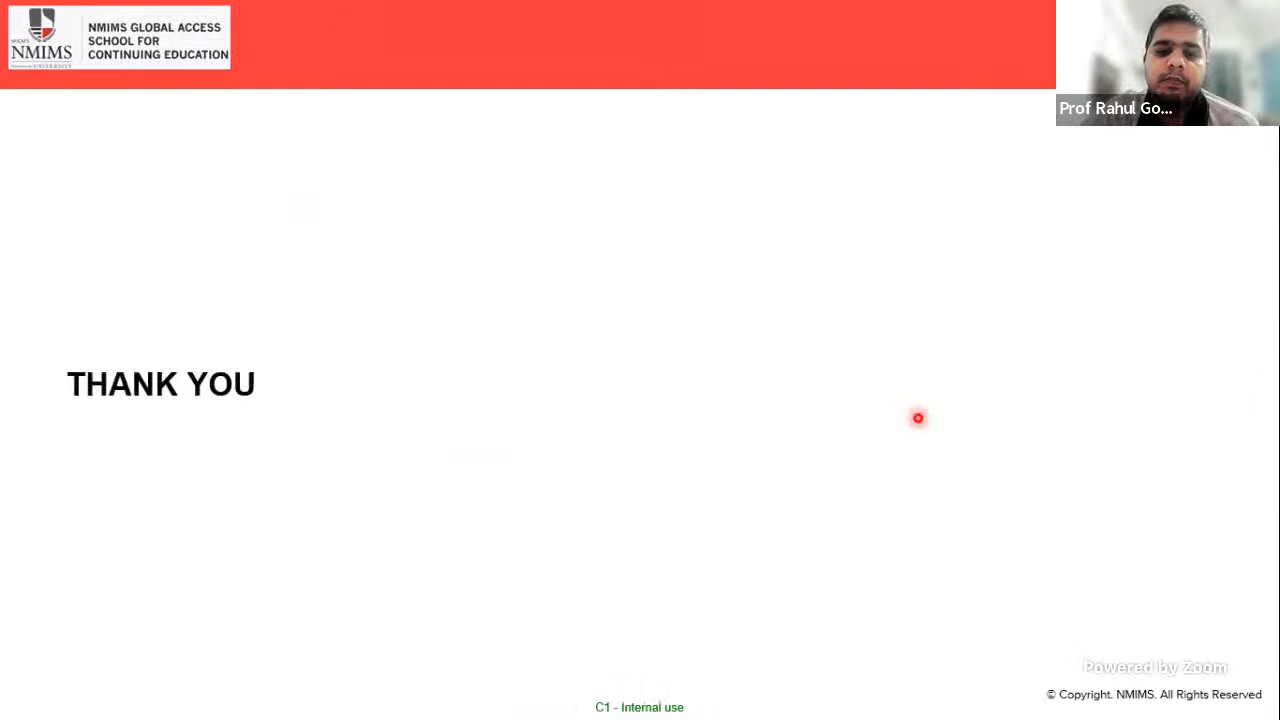 NMIMS
NMIMS GLOBAL ACCESS
SCHOOL FOR
CONTINUING EDUCATION
Prof Rahul Go...
THANK YOU
Powered by Zoom
© Copyright. NMIMS. All Rights Reserved
C1 - Internal use